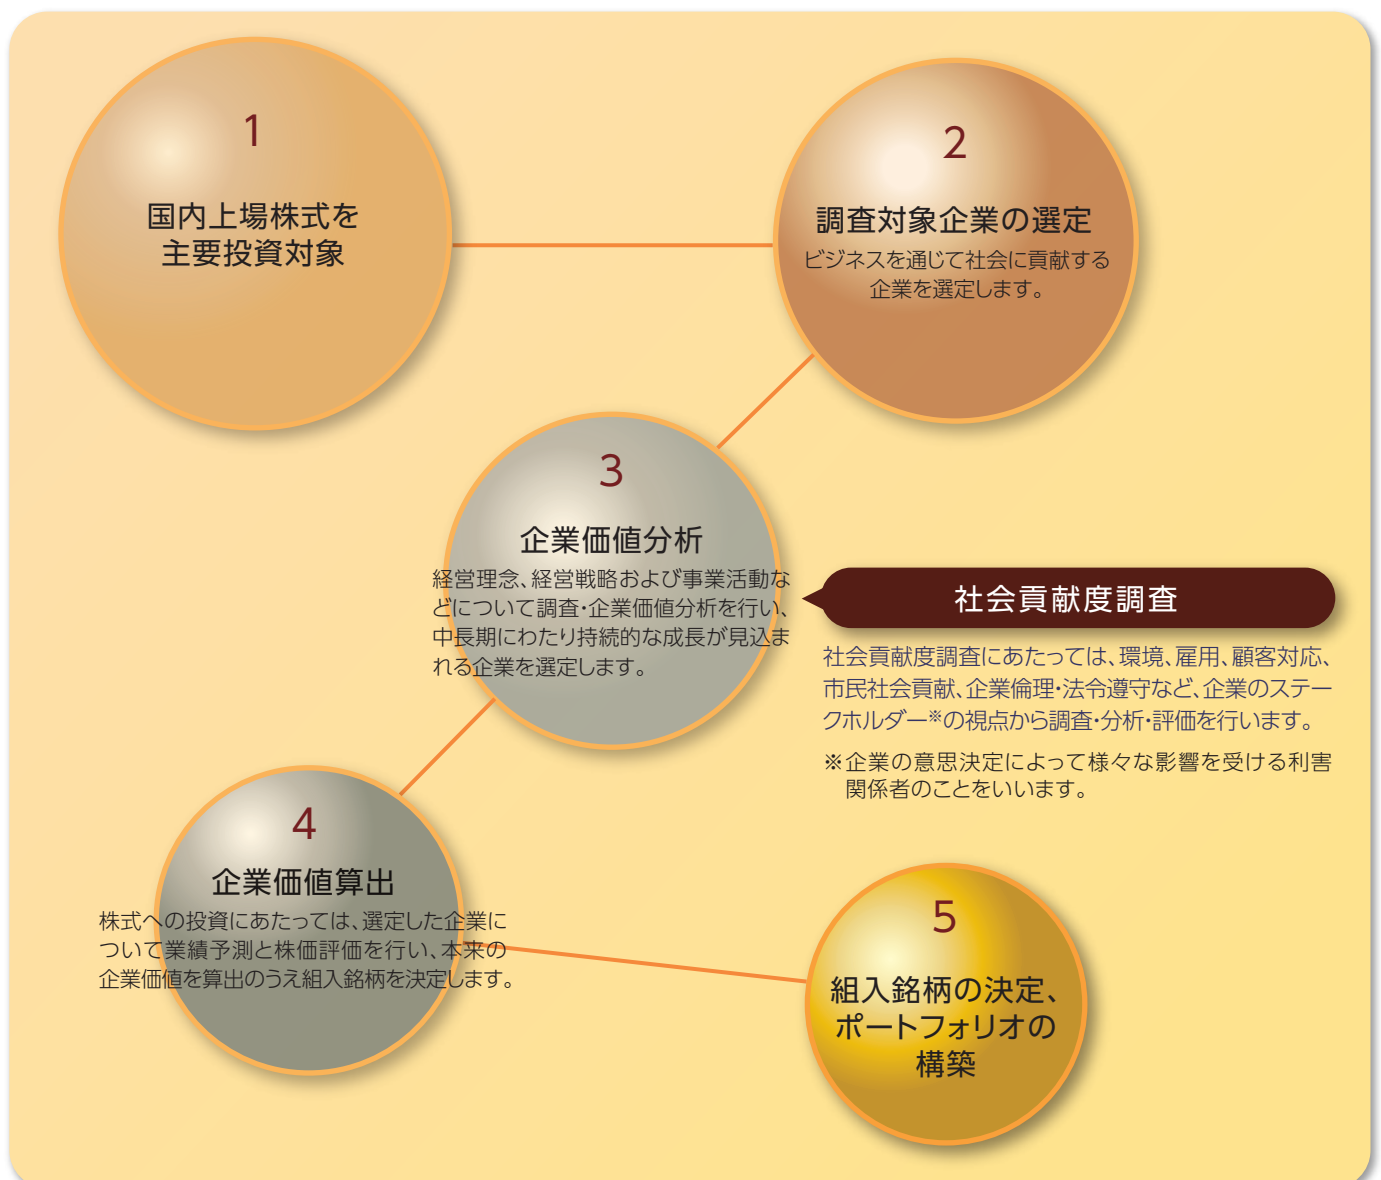 1
国内上場株式を
主要投資対象
2
調査対象企業の選定
ビジネスを通じて社会に貢献する
企業を選定します。
3
企業価値分析
経営理念、経営戦略および事業活動な
どについて調査・企業価値分析を行い、
中長期にわたり持続的な成長が見込ま
れる企業を選定します。
社会貢献度調査
社会貢献度調査にあたっては、環境、雇用、顧客対応、
市民社会貢献、企業倫理・法令遵守など、企業のステー
クホルダー※の視点から調査・分析・評価を行います。
※企業の意思決定によって様々な影響を受ける利害
関係者のことをいいます。
4
企業価値算出
株式への投資にあたっては、選定した企業に
ついて業績予測と株価評価を行い、本来の
企業価値を算出のうえ組入銘柄を決定します。
5
組入銘柄の決定、
ポートフォリオの
構築